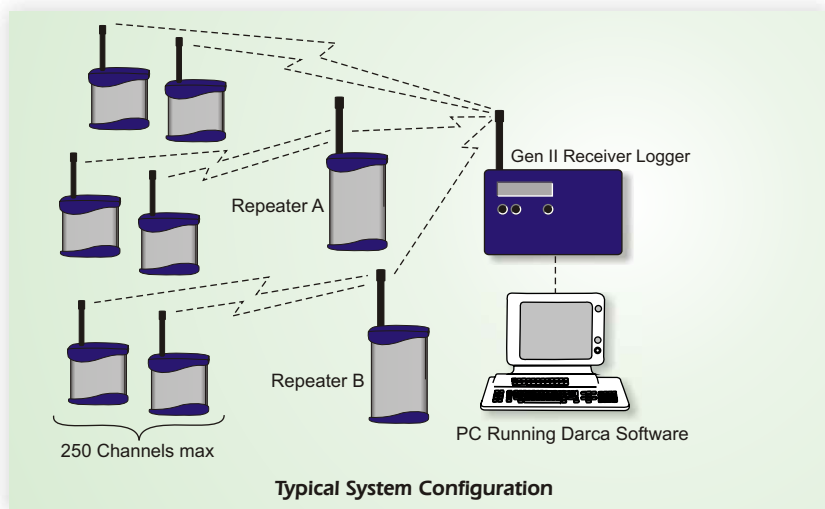 Gen II Receiver Logger
Repeater A
Repeater B
PC Running Darca Software
250 Channels max
Typical System Configuration